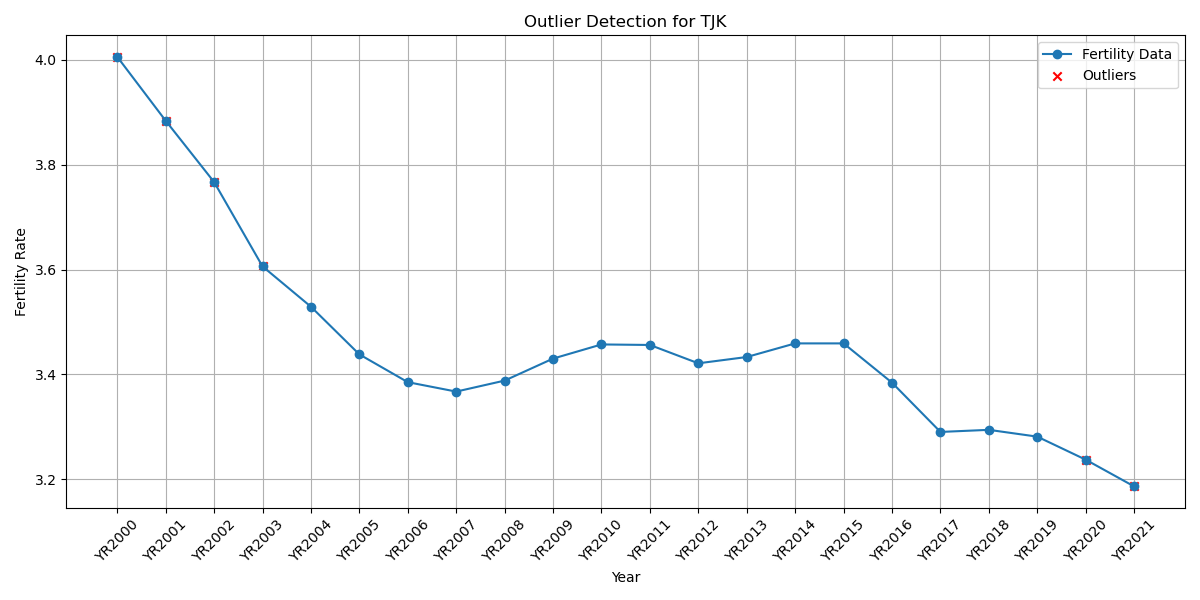 Outlier Detection for TJK
Fertility Data
Outliers
Fertility Rate
4.0
3.8
3.6
3.4
3.2
YR2000
YR2001
YR2002
YR2003
YR2004
YR2005
YR2006
YR2007
YR2008
YR2009
YR2010
YR2011
YR2012
YR2013
YR2014
YR2015
YR2016
YR2017
YR2018
YR2019
YR2020
YR2021
Year